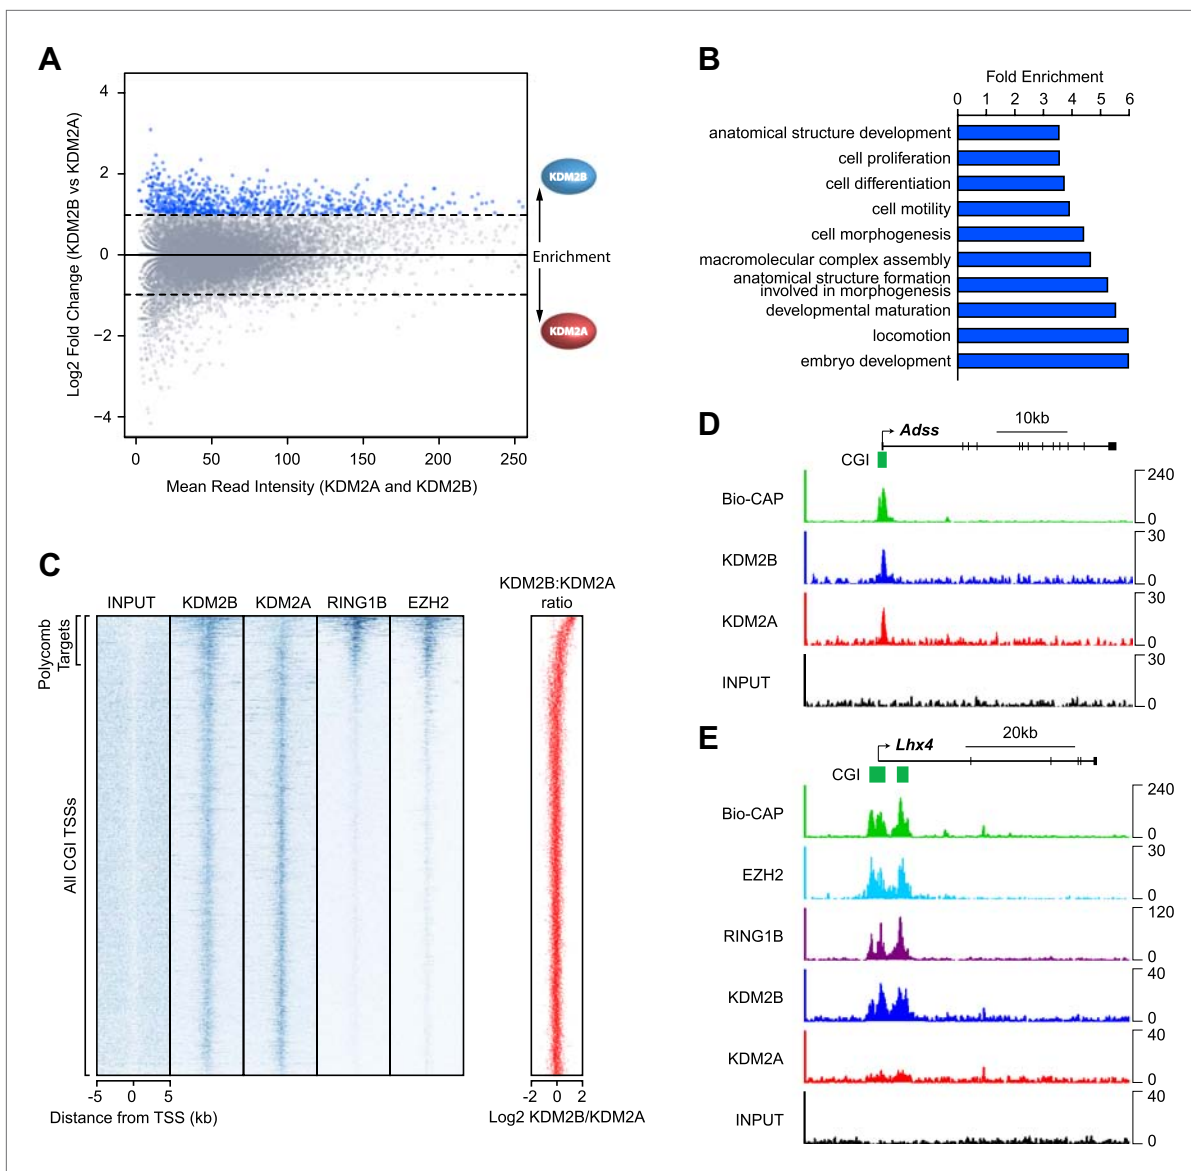 A
Log2 Fold Change (KDM2B vs KDM2A)
4
2
0
−2
−4
0 50 100 150 200 250
Mean Read Intensity (KDM2A and KDM2B)
KDM2B
Enrichment
KDM2A
B
Fold Enrichment
0 1 2 3 4 5 6
anatomical structure development
cell proliferation
cell differentiation
cell motility
cell morphogenesis
macromolecular complex assembly
anatomical structure formation
involved in morphogenesis
developmental maturation
locomotion
embryo development
C
INPUT KDM2B KDM2A RING1B EZH2
KDM2B:KDM2A
ratio
Polycomb
Targets
All CGI TSSs
-5 0 5
Distance from TSS (kb)
-2 0 2
Log2 KDM2B/KDM2A
D
Adss
10kb
CGI
Bio-CAP
240
0
KDM2B
30
0
KDM2A
30
0
INPUT
30
0
E
Lhx4
20kb
CGI
Bio-CAP
240
0
EZH2
30
0
RING1B
120
0
KDM2B
40
0
KDM2A
40
0
INPUT
40
0